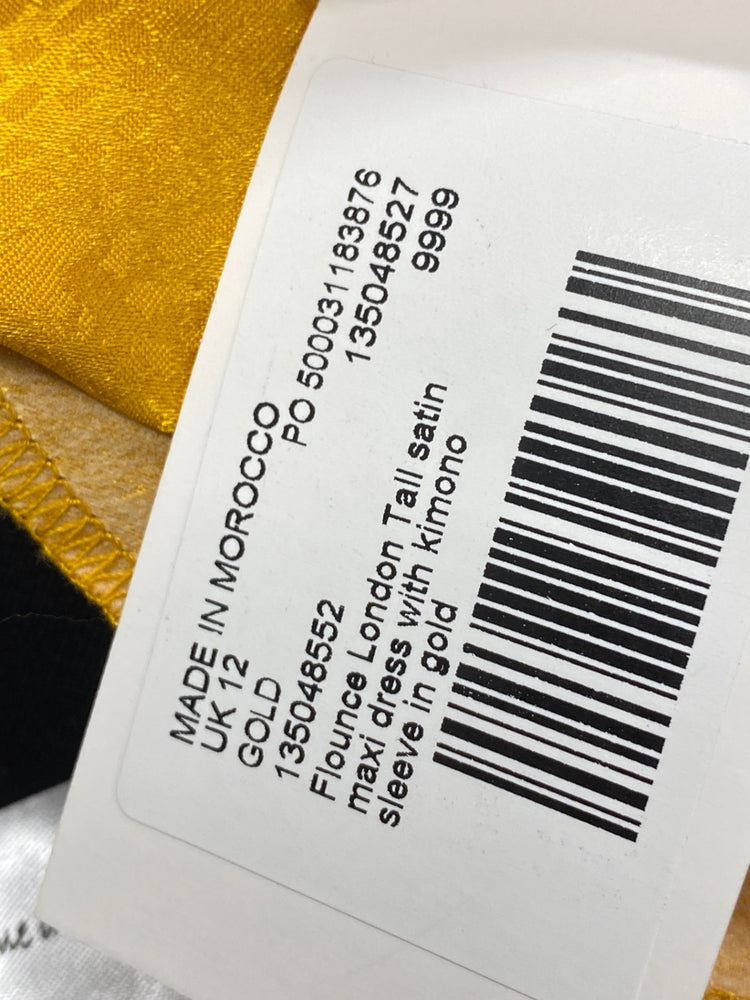 MADE IN MOROCCO
UK 12
PO 500031183876
GOLD
135048527
135048552
9999
Flounce London Tall satin
maxi dress with kimono
sleeve in gold